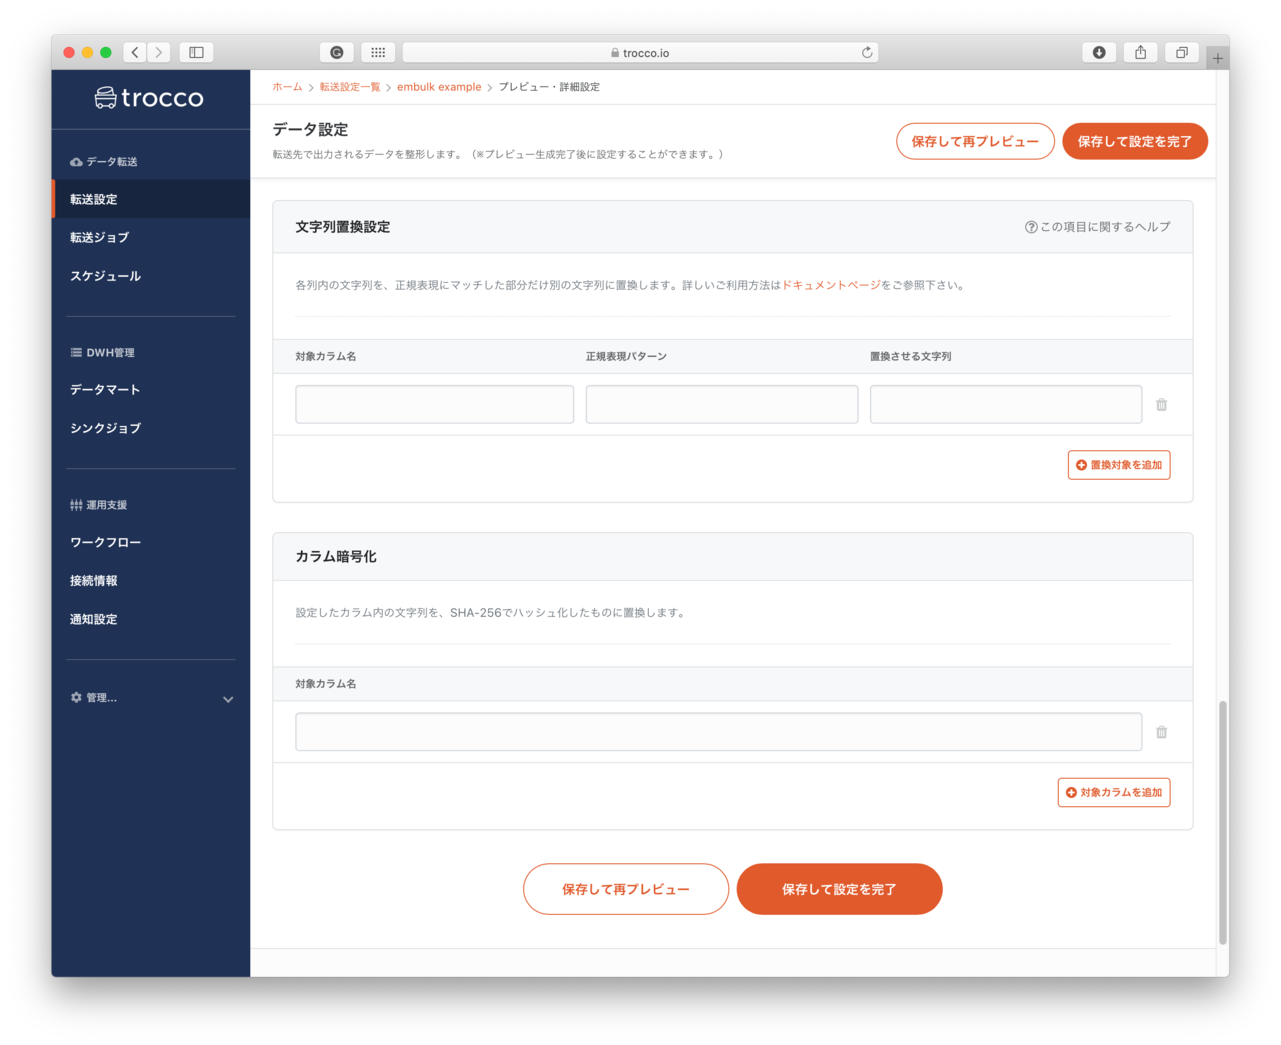 trocco.io
trocco
データ転送
転送設定
転送ジョブ
スケジュール
DWH管理
データマート
シンクジョブ
運用支援
ワークフロー
接続情報
通知設定
管理...
ホーム > 転送設定一覧 > embulk example > プレビュー・詳細設定
データ設定
転送先で出力されるデータを整形します。（※プレビュー生成完了後に設定することができます。）
保存して再プレビュー
保存して設定を完了
文字列置換設定
この項目に関するヘルプ
各列内の文字列を、正規表現にマッチした部分だけ別の文字列に置換します。詳しいご利用方法はドキュメントページをご参照下さい。
対象カラム名 正規表現パターン 置換させる文字列
置換対象を追加
カラム暗号化
設定したカラム内の文字列を、SHA-256でハッシュ化したものに置換します。
対象カラム名
対象カラムを追加
保存して再プレビュー
保存して設定を完了